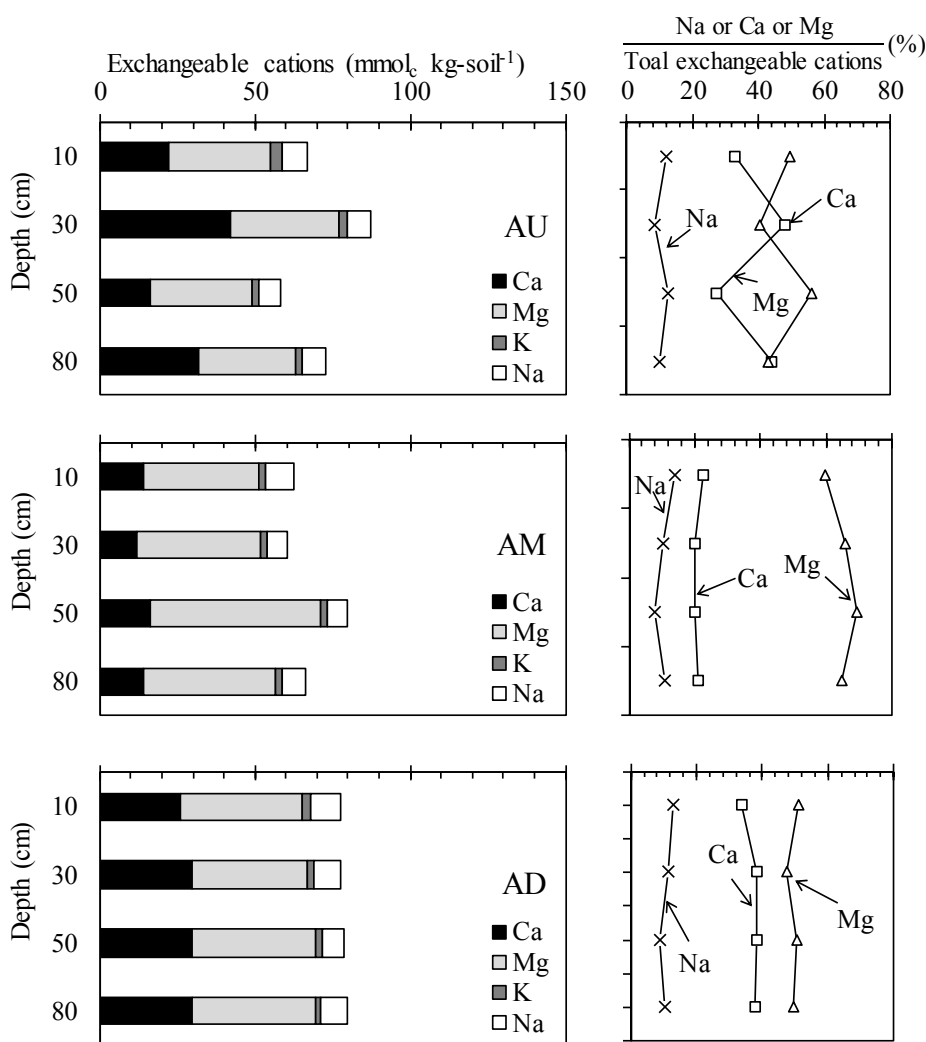 Exchangeable cations (mmolc kg-soil-1)
0 50 100 150
Na or Ca or Mg
Toal exchangeable cations
(%)
0 20 40 60 80
Depth (cm)
10
30
50
80
AU
Ca
Mg
K
Na
Na
Ca
Mg
Depth (cm)
10
30
50
80
AM
Ca
Mg
K
Na
Na
Ca
Mg
Depth (cm)
10
30
50
80
AD
Ca
Mg
K
Na
Ca
Na
Mg